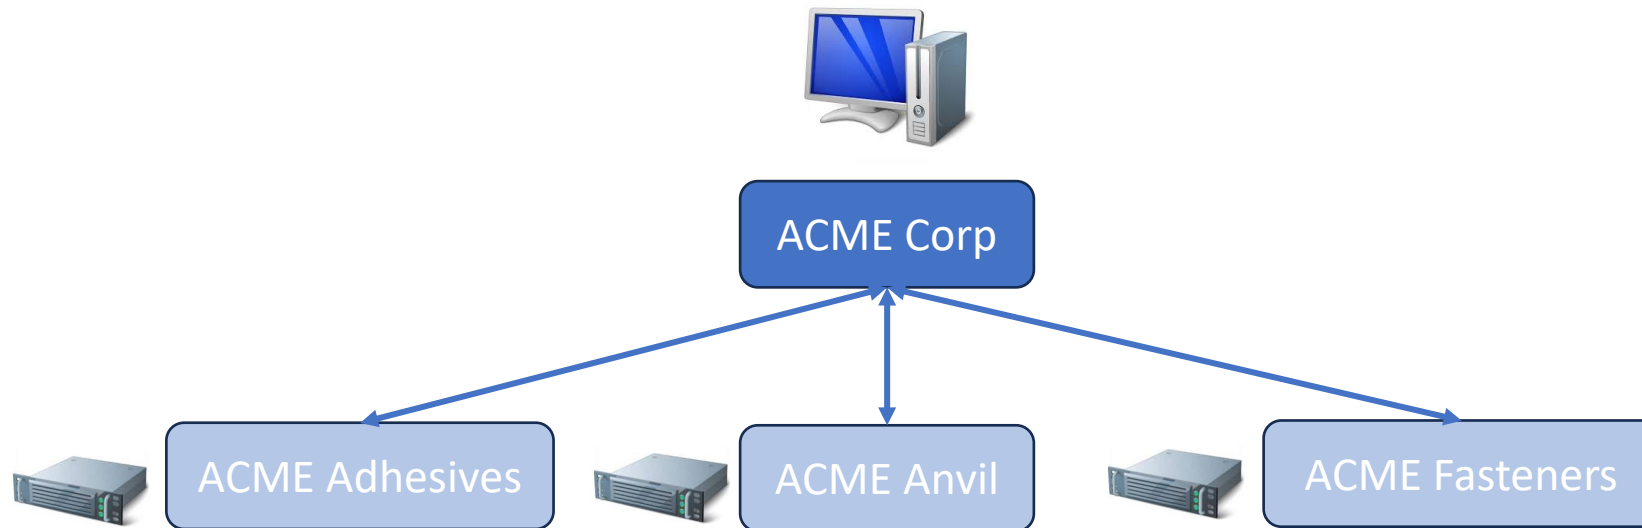 ACME Corp
ACME Adhesives
ACME Anvil
ACME Fasteners